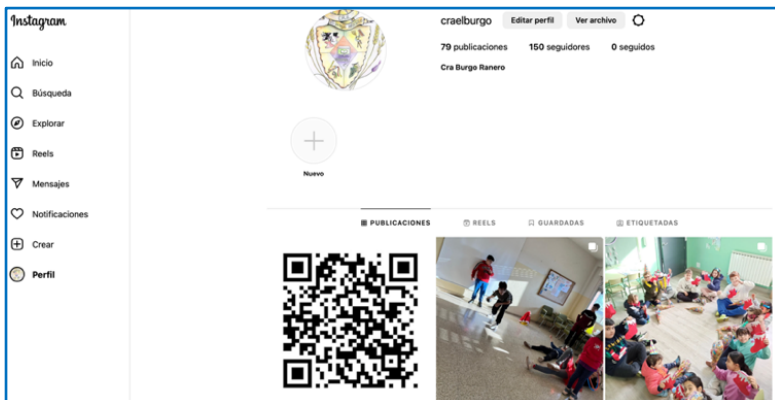 Instagram
Inicio
Búsqueda
Explorar
Reels
Mensajes
Notificaciones
Crear
Perfil
craelburgo Editar perfil Ver archivo
79 publicaciones 150 seguidores 0 seguidos
Cra Burgo Ranero
Nuevo
PUBLICACIONES REELS GUARDADAS ETIQUETADAS